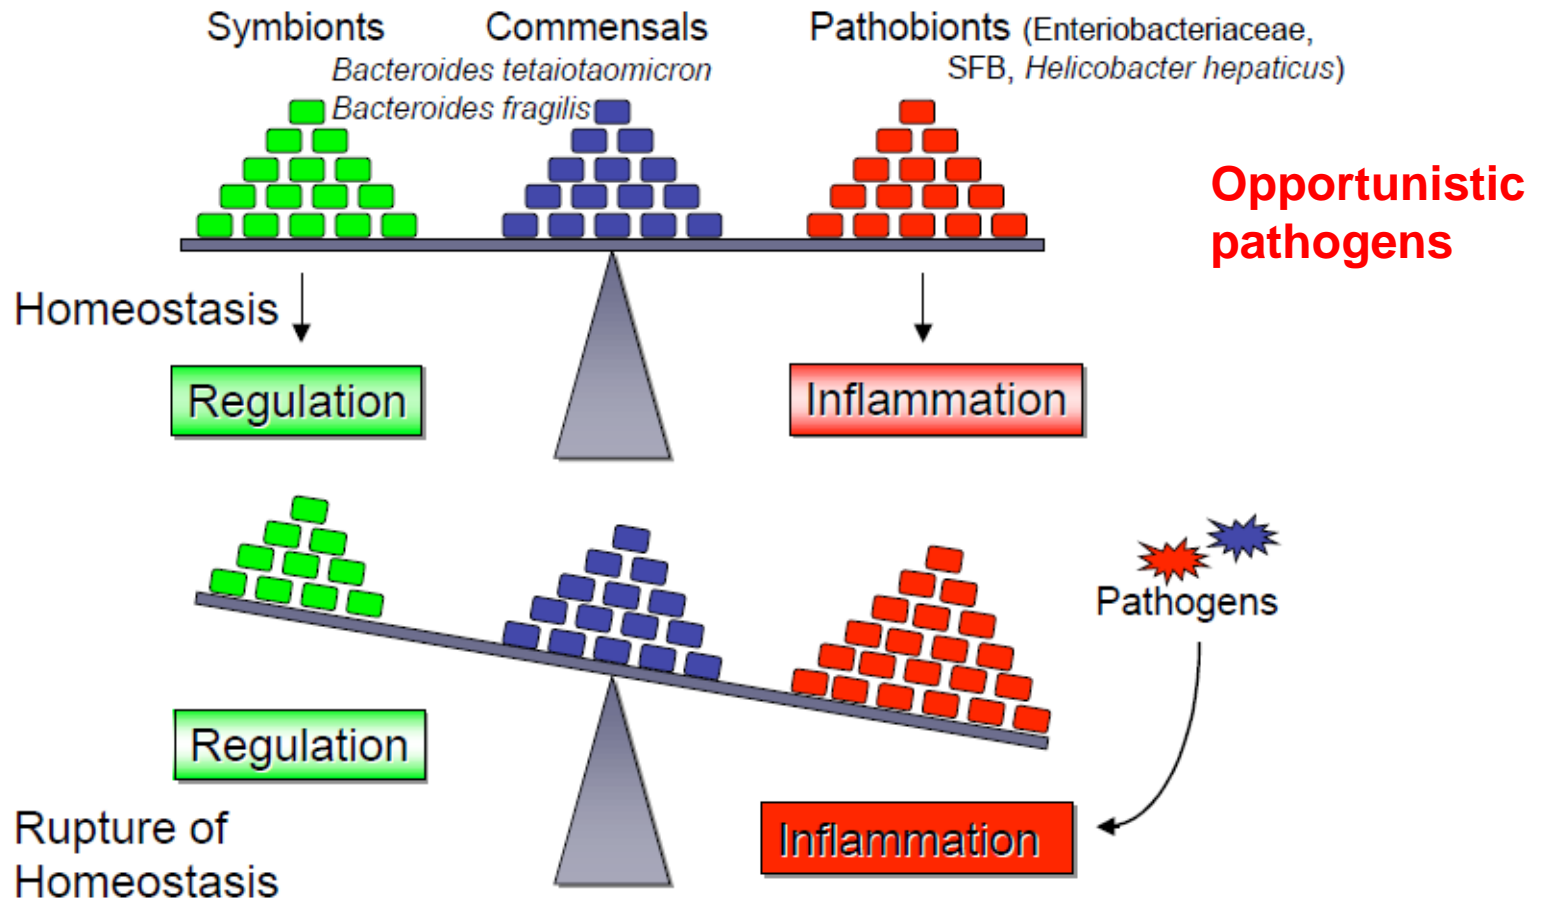 Symbionts Commensals Pathobionts (Enteriobacteriaceae,
Bacteroides tetaiotaomicron SFB, Helicobacter hepaticus)
Bacteroides fragilis
Opportunistic
pathogens
Homeostasis
Regulation Inflammation
Pathogens
Regulation
Rupture of
Homeostasis
Inflammation